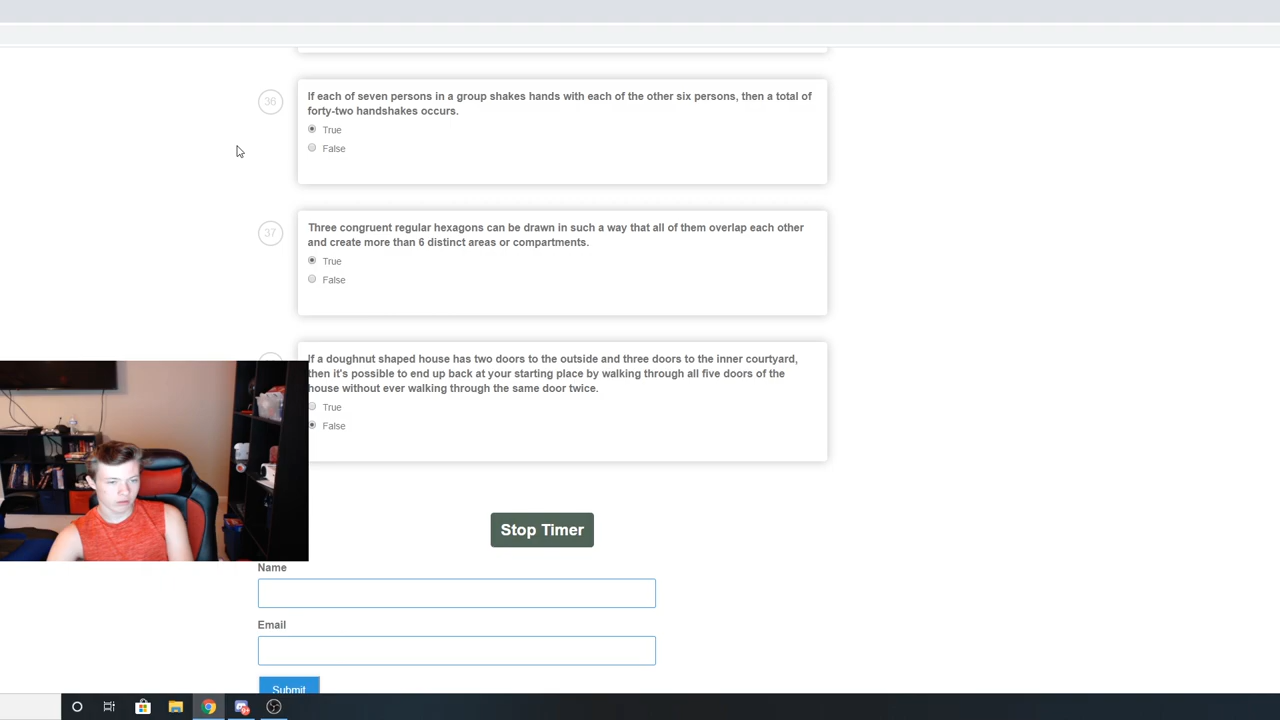 36
If each of seven persons in a group shakes hands with each of the other six persons, then a total of
forty-two handshakes occurs.
True
False
37
Three congruent regular hexagons can be drawn in such a way that all of them overlap each other
and create more than 6 distinct areas or compartments.
True
False
If a doughnut shaped house has two doors to the outside and three doors to the inner courtyard,
then it's possible to end up back at your starting place by walking through all five doors of the
house without ever walking through the same door twice.
True
False
Stop Timer
Name
Email
Submit